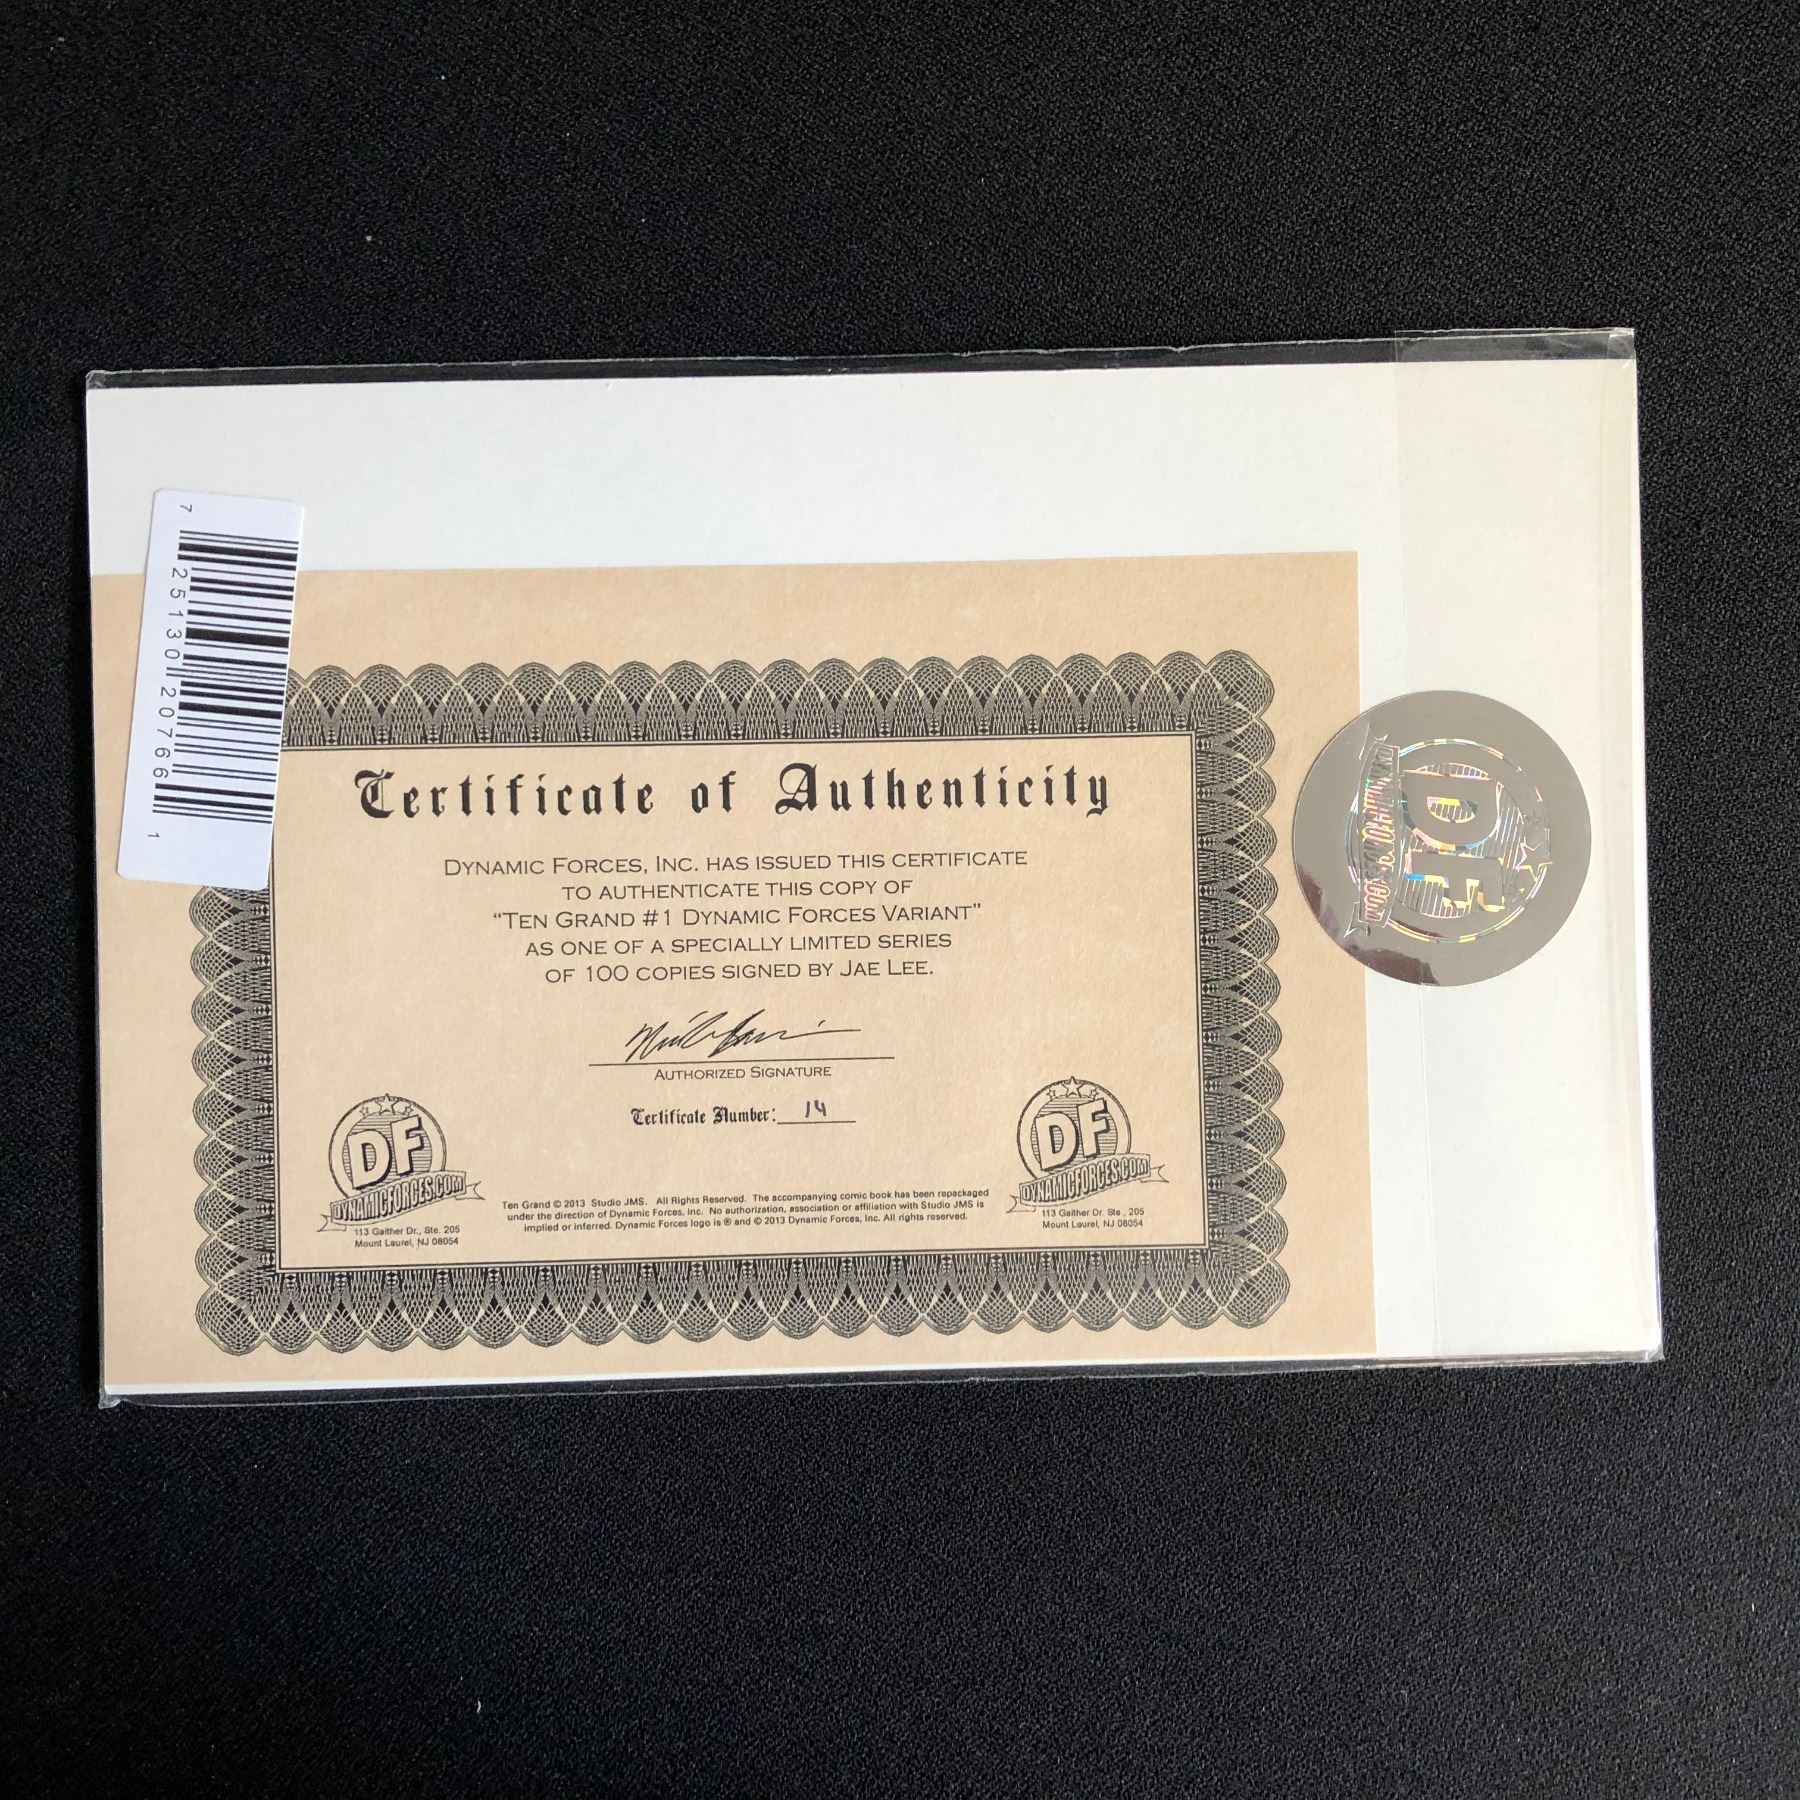 7 25130 20766 1
Certificate of Authenticity
DYNAMIC FORCES, INC. HAS ISSUED THIS CERTIFICATE
TO AUTHENTICATE THIS COPY OF
“TEN GRAND #1 DYNAMIC FORCES VARIANT”
AS ONE OF A SPECIALLY LIMITED SERIES
OF 100 COPIES SIGNED BY JAE LEE.
AUTHORIZED SIGNATURE
Certificate Number: 14
DF
DYNAMICFORCES.COM
113 Gaither Dr., Ste. 205
Mount Laurel, NJ 08054
Ten Grand © 2013 Studio JMS. All Rights Reserved. The accompanying comic book has been repackaged
under the direction of Dynamic Forces, Inc. No authorization, association or affiliation with Studio JMS is
implied or inferred. Dynamic Forces logo is ® and © 2013 Dynamic Forces, Inc. All rights reserved.
DF
DYNAMICFORCES.COM
113 Gaither Dr. Ste., 205
Mount Laurel, NJ 08054
DF
DYNAMICFORCES.COM